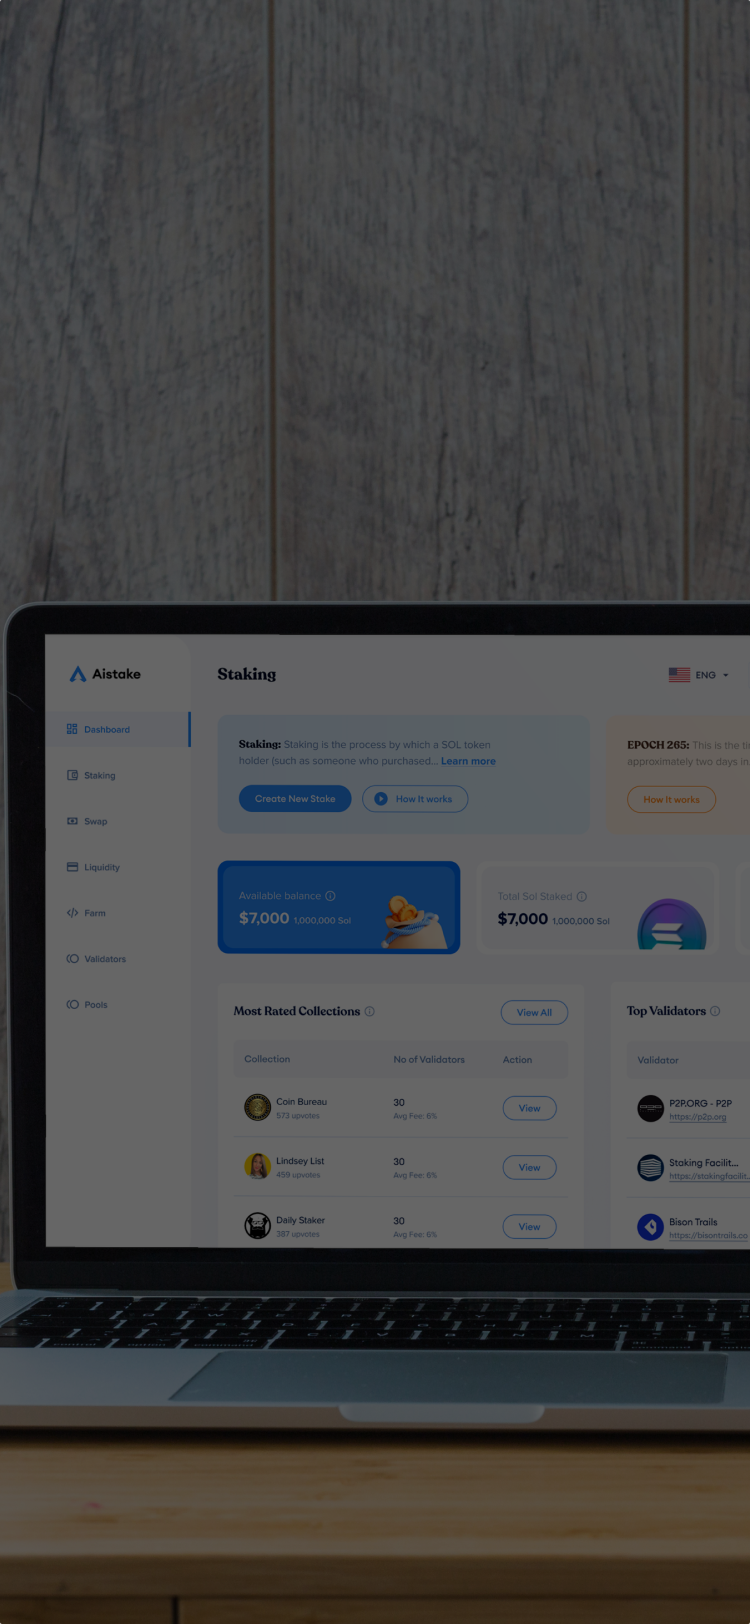 Aistake
Staking
ENG
Dashboard
Staking
Swap
Liquidity
Farm
Validators
Pools
Staking: Staking is the process by which a SOL token
holder (such as someone who purchased... Learn more
Create New Stake
How It works
EPOCH 265: This is the
approximately two days in
How It works
Available balance
$7,000 1,000,000 Sol
Total Sol Staked
$7,000 1,000,000 Sol
Most Rated Collections
View All
Collection No of Validators Action
Coin Bureau 30 View
573 upvotes Avg Fee: 6%
Lindsey List 30 View
459 upvotes Avg Fee: 6%
Daily Staker 30 View
387 upvotes Avg Fee: 6%
Top Validators
Validator
P2P.ORG - P2P
https://p2p.org
Staking Facilit...
https://stakingfacilit
Bison Trails
https://bisontrails.co
control option command